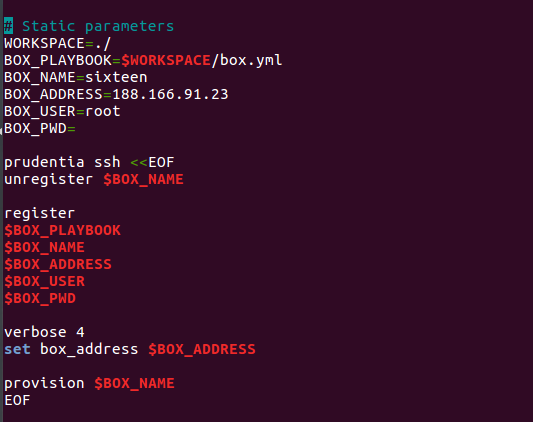 # Static parameters
WORKSPACE=./
BOX_PLAYBOOK=$WORKSPACE/box.yml
BOX_NAME=sixteen
BOX_ADDRESS=188.166.91.23
BOX_USER=root
BOX_PWD=
prudentia ssh <<EOF
unregister $BOX_NAME
register
$BOX_PLAYBOOK
$BOX_NAME
$BOX_ADDRESS
$BOX_USER
$BOX_PWD
verbose 4
set box_address $BOX_ADDRESS
provision $BOX_NAME
EOF